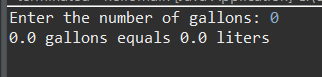 Enter the number of gallons: 0
0.0 gallons equals 0.0 liters